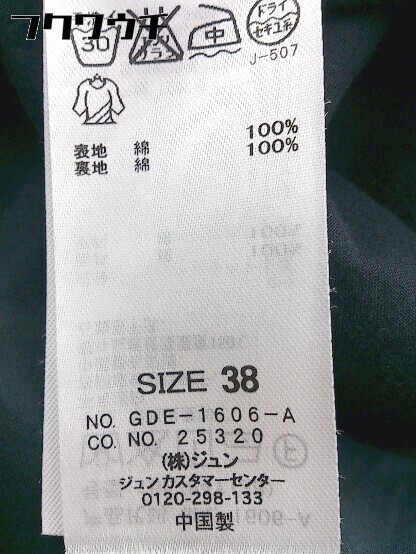 フクウクチ
30
中
ドライ
セキユ系
J-507
100%
表地 綿 100%
裏地 綿
SIZE 38
NO. GDE-1606-A
CO. NO. 25320
(株)ジュン
ジュン カスタマーセンター
0120-298-133
中国製